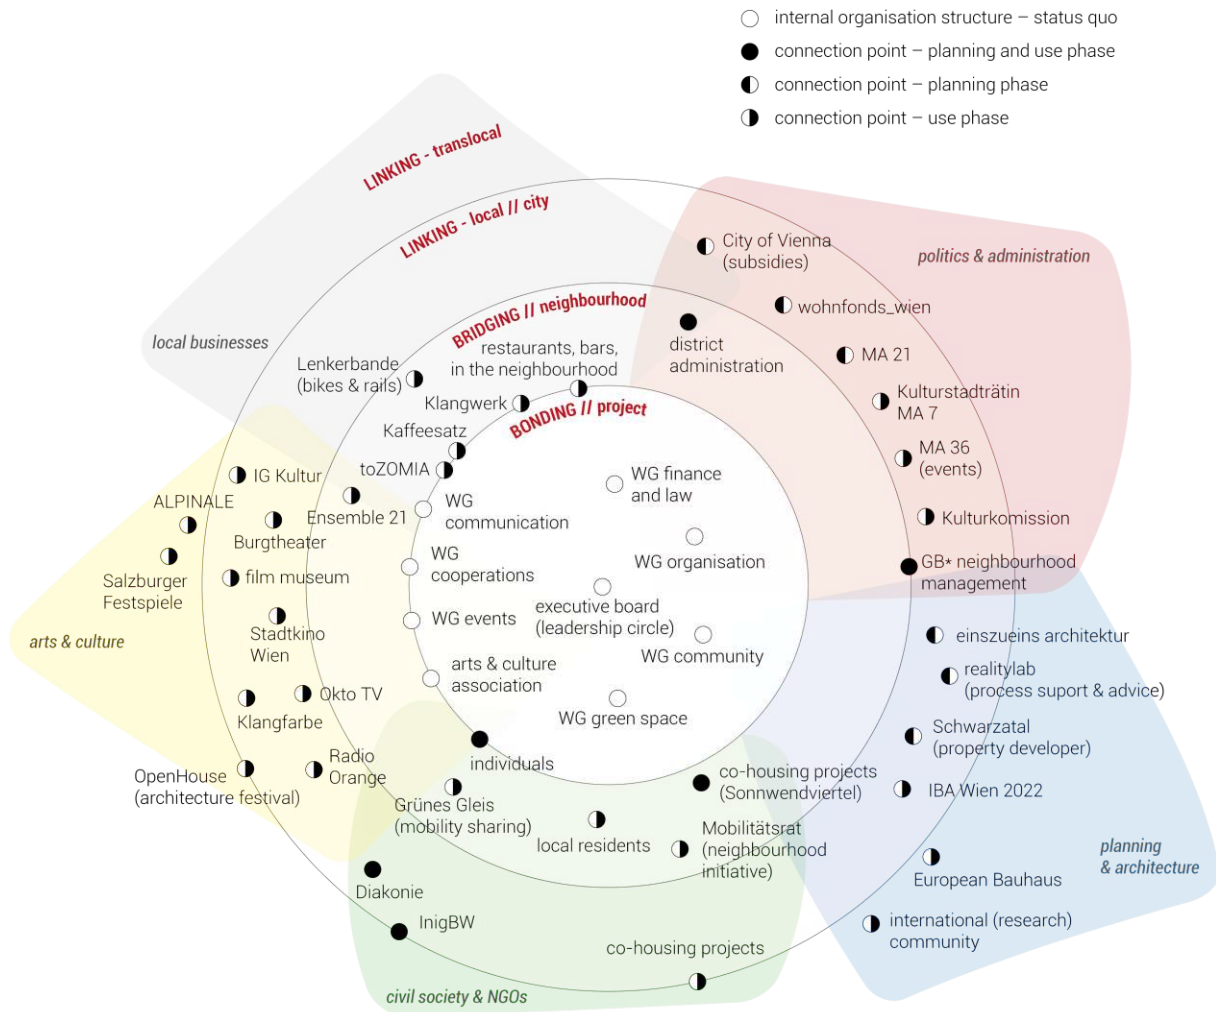 internal organisation structure – status quo
connection point – planning and use phase
connection point – planning phase
connection point – use phase
LINKING - translocal
LINKING - local // city
BRIDGING // neighbourhood
BONDING // project
politics & administration
City of Vienna
(subsidies)
wohnfonds_wien
district
administration
MA 21
Kulturstadträtin
MA 7
MA 36
(events)
Kulturkomission
GB* neighbourhood
management
local businesses
Lenkerbande
(bikes & rails)
restaurants, bars,
in the neighbourhood
Klangwerk
Kaffeesatz
toZOMIA
IG Kultur
ALPINALE
Ensemble 21
Burgtheater
Salzburger
Festspiele
film museum
Stadtkino
Wien
arts & culture
Okto TV
Klangfarbe
Radio
Orange
OpenHouse
(architecture festival)
WG finance
and law
WG
communication
WG organisation
WG
cooperations
executive board
(leadership circle)
WG events
WG community
arts & culture
association
WG green space
individuals
einszueins architektur
realitylab
(process suport & advice)
Schwarzatal
(property developer)
IBA Wien 2022
planning
& architecture
European Bauhaus
international (research)
community
co-housing projects
(Sonnwendviertel)
Grünes Gleis
(mobility sharing)
local residents
Mobilitätsrat
(neighbourhood
initiative)
Diakonie
InigBW
co-housing projects
civil society & NGOs